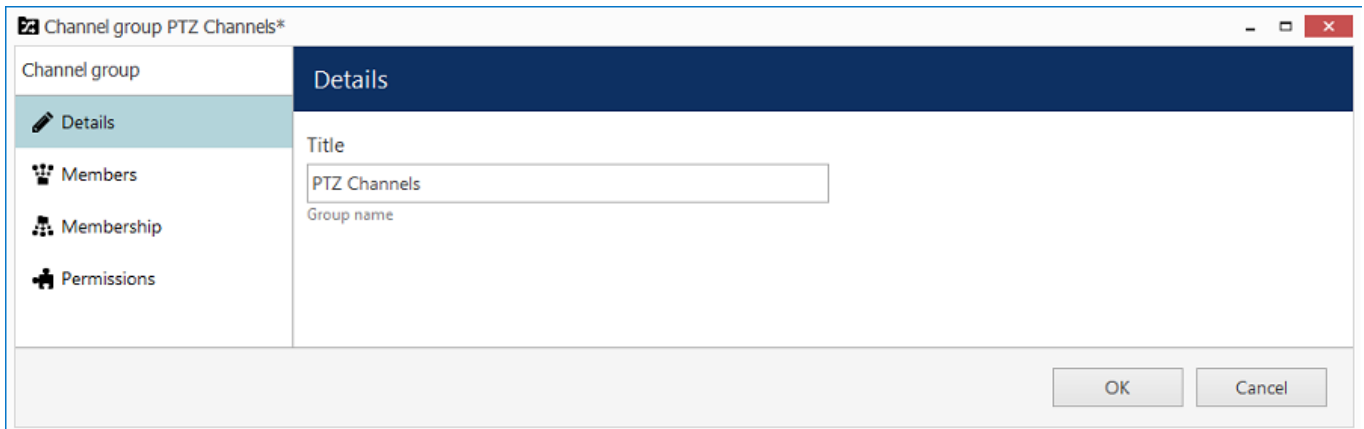 Channel group PTZ Channels*
Channel group
Details
Members
Membership
Permissions
Details
Title
PTZ Channels
Group name
OK
Cancel